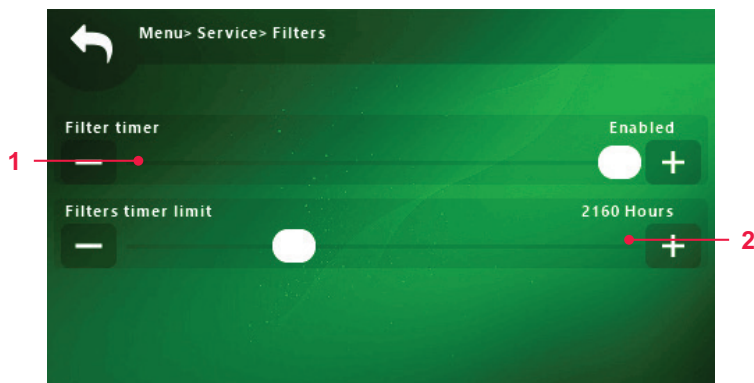 Menu> Service> Filters
Filter timer Enabled
1
Filters timer limit 2160 Hours
2